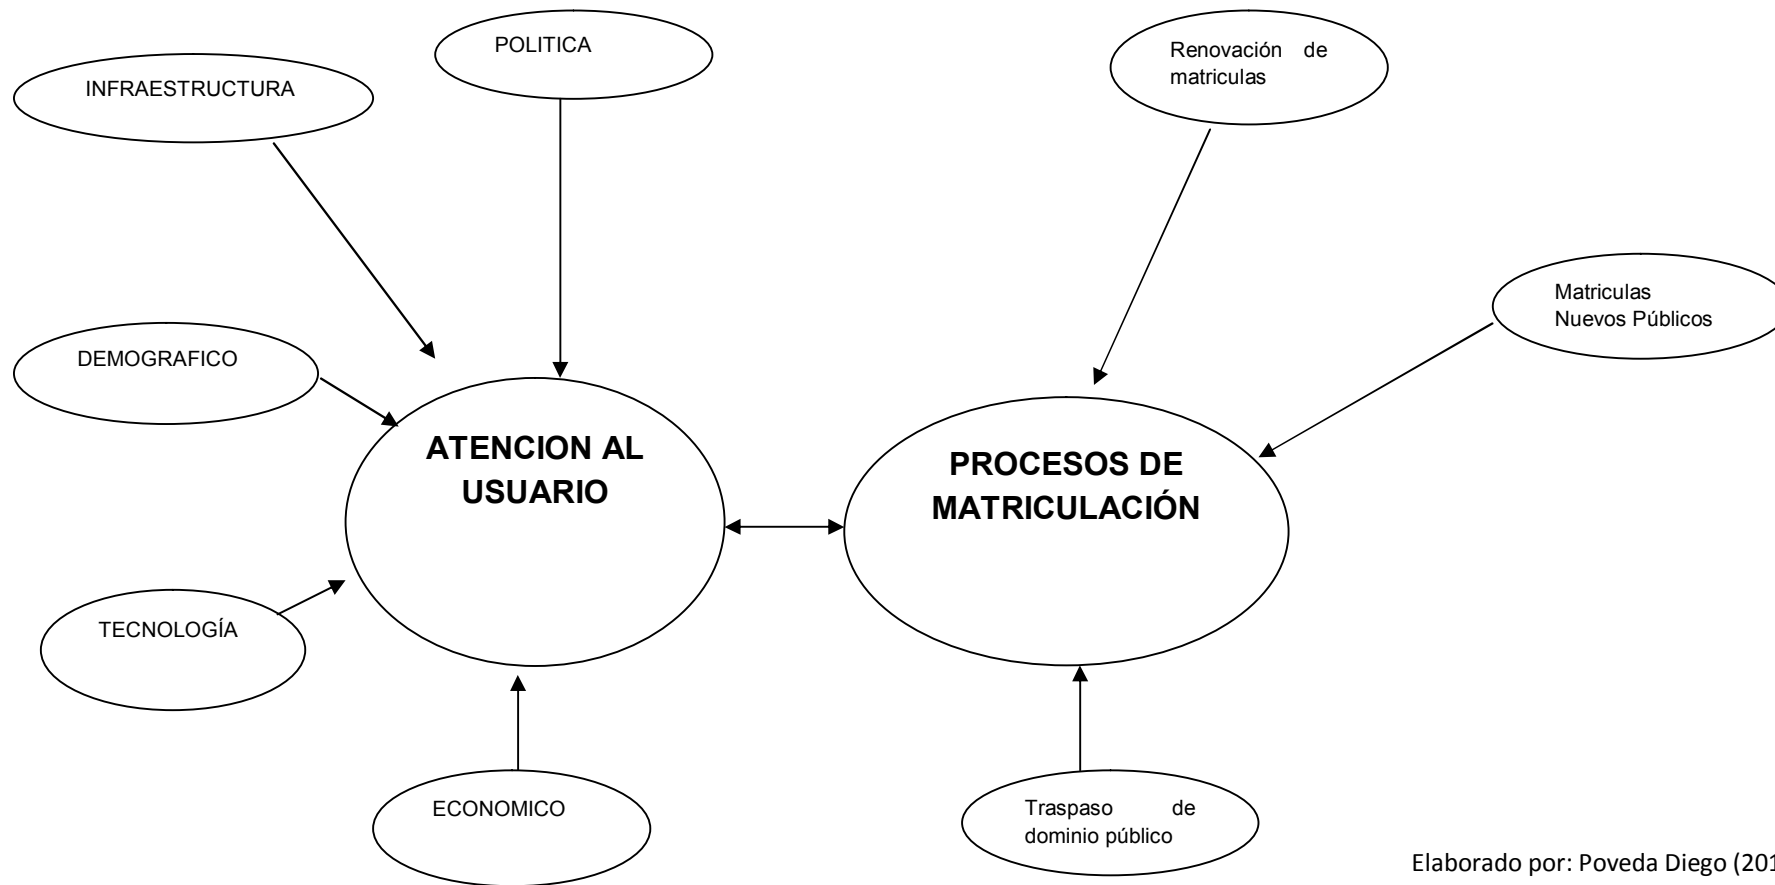 POLITICA
Renovación de
matriculas
INFRAESTRUCTURA
Matriculas
Nuevos Públicos
DEMOGRAFICO
ATENCION AL
USUARIO
PROCESOS DE
MATRICULACIÓN
TECNOLOGÍA
ECONOMICO
Traspaso de
dominio público
Elaborado por: Poveda Diego (201